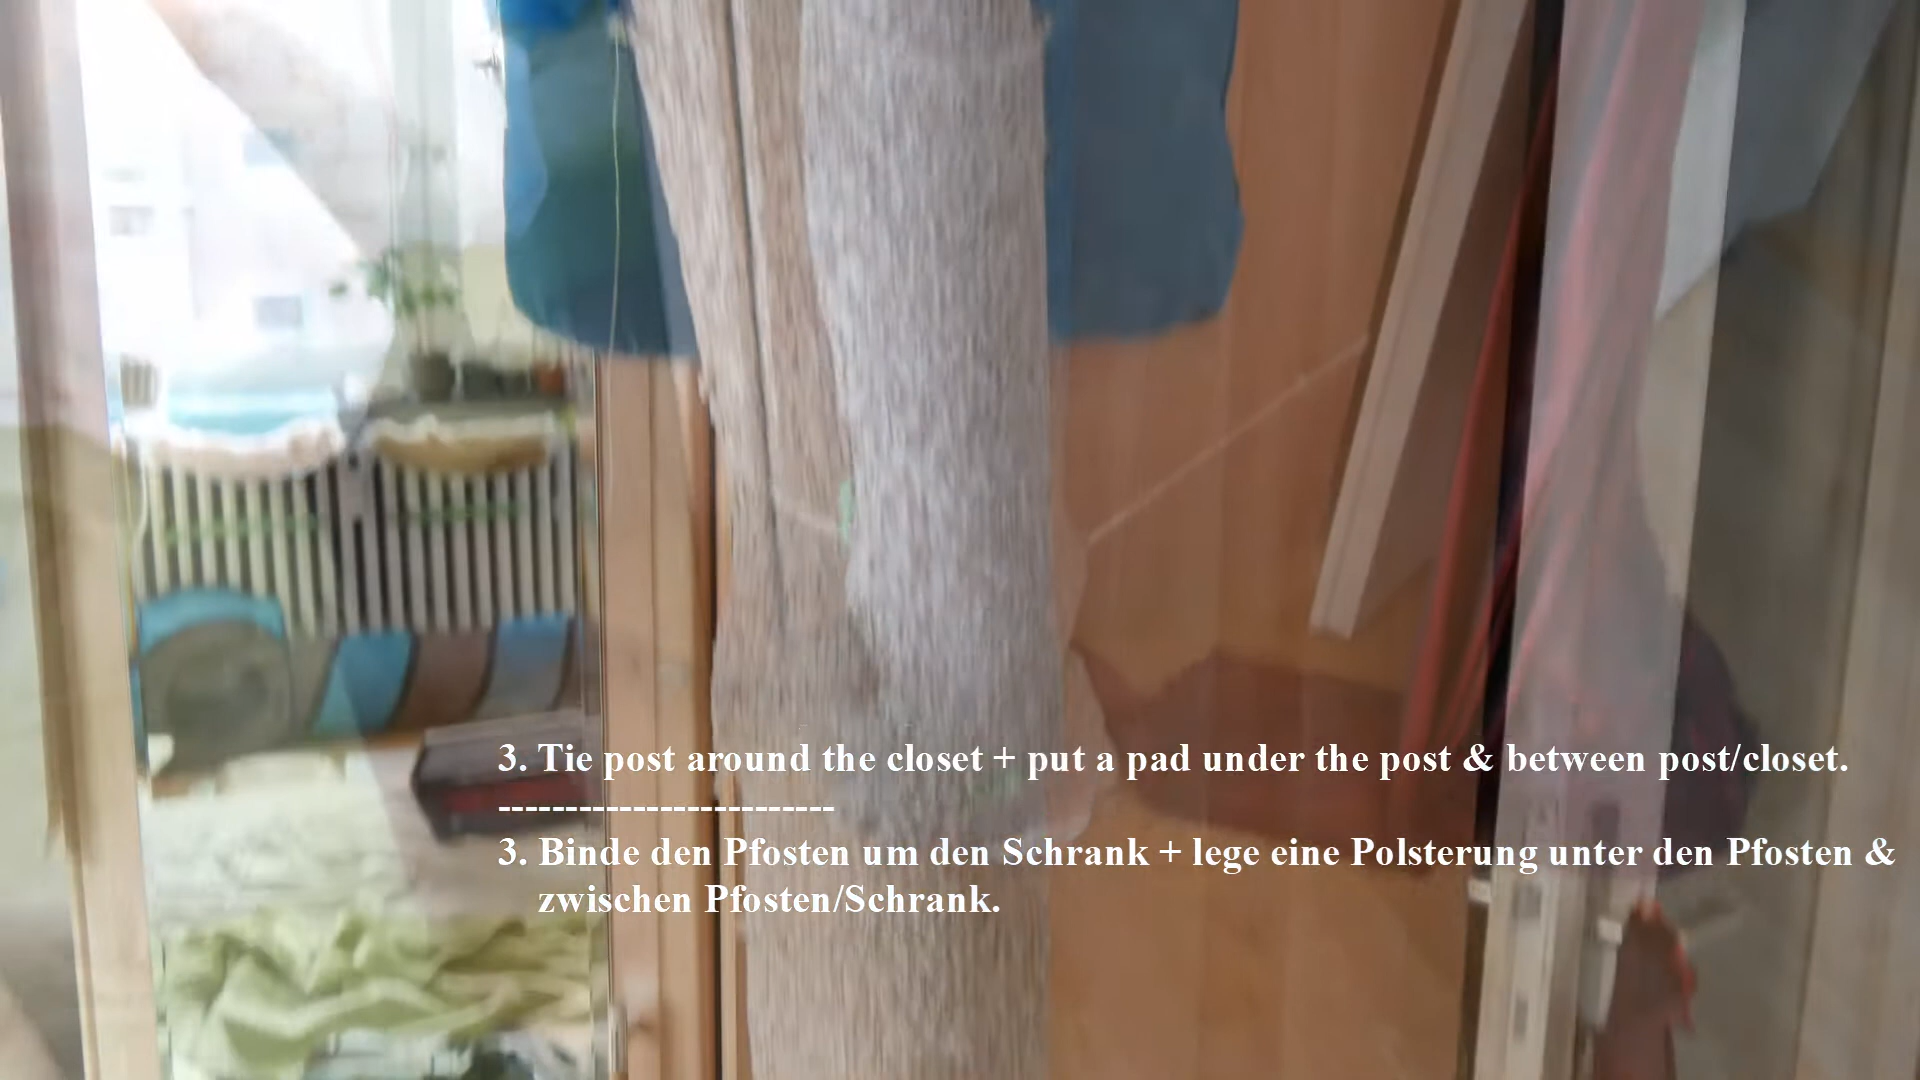 3. Tie post around the closet + put a pad under the post & between post/closet.
-------------------------
3. Binde den Pfosten um den Schrank + lege eine Polsterung unter den Pfosten &
zwischen Pfosten/Schrank.